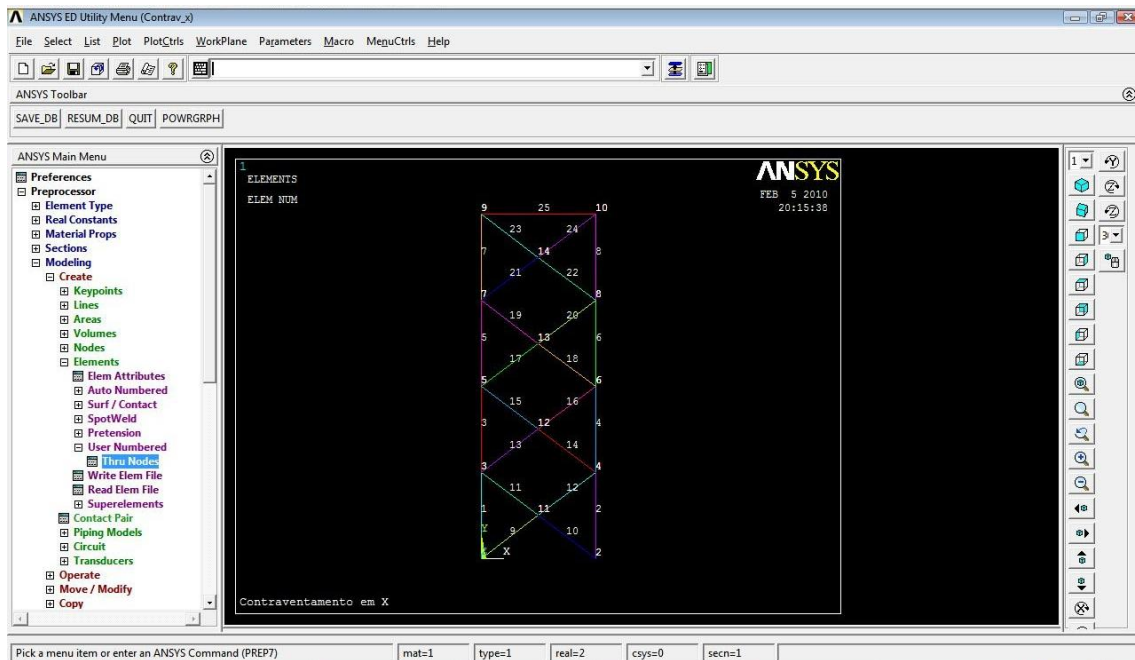 ANSYS ED Utility Menu (Contrav_x)
File Select List Plot PlotCtrls WorkPlane Parameters Macro MenuCtrls Help
ANSYS Toolbar
SAVE_DB RESUM_DB QUIT POWRGRPH
ANSYS Main Menu
Preferences
Preprocessor
Element Type
Real Constants
Material Props
Sections
Modeling
Create
Keypoints
Lines
Areas
Volumes
Nodes
Elements
Elem Attributes
Auto Numbered
Surf / Contact
SpotWeld
Pretension
User Numbered
Thru Nodes
Write Elem File
Read Elem File
Superelements
Contact Pair
Piping Models
Circuit
Transducers
Operate
Move / Modify
Copy
1
ELEMENTS
ELEM NUM
ANSYS
FEB 5 2010
20:15:38
9 25 10
23 24
7 14 8
21 22
7 8
19 20
5 13 6
17 18
5 6
15 16
3 12 4
13 14
3 4
11 12
1 11 2
Y 9 10
X 2
Contraventamento em X
1
3
Pick a menu item or enter an ANSYS Command (PREP7) mat=1 type=1 real=2 csys=0 secn=1